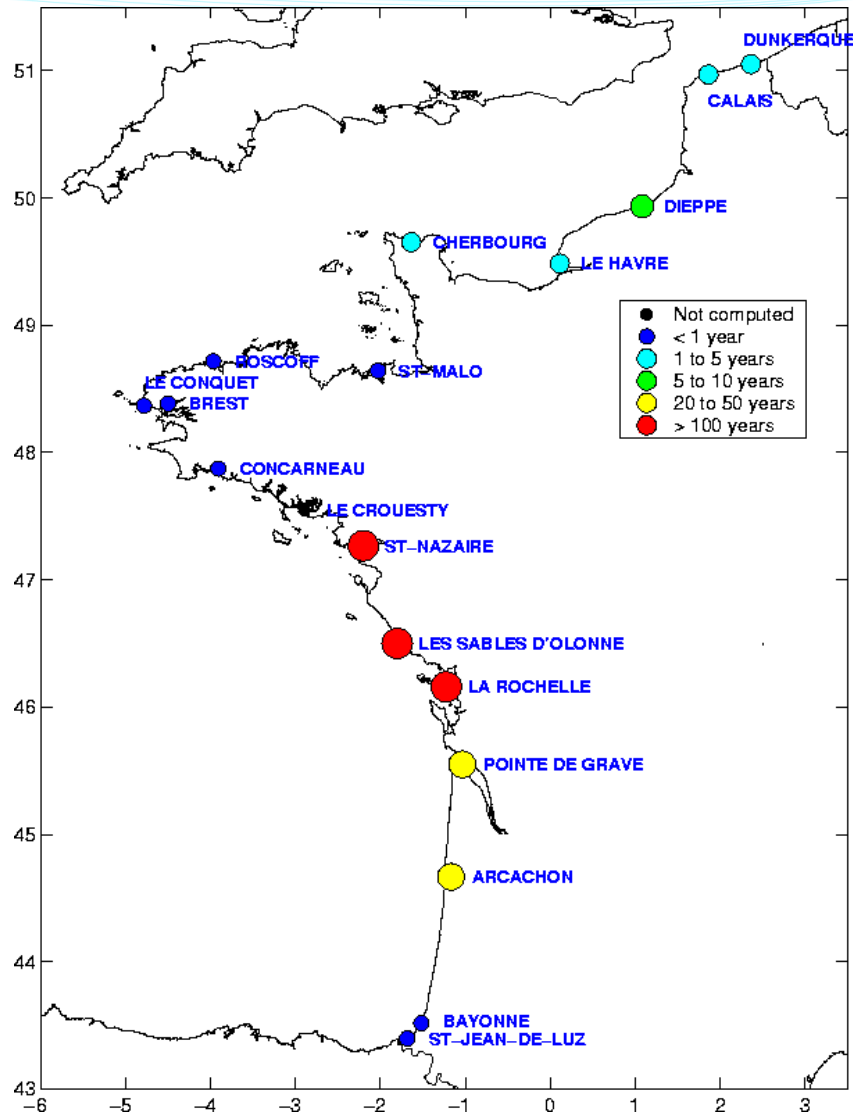 DUNKERQUE
51
CALAIS
50
DIEPPE
CHERBOURG
LE HAVRE
49
Not computed
< 1 year
1 to 5 years
5 to 10 years
20 to 50 years
> 100 years
ROSCOFF
ST-MALO
LE CONQUET
BREST
48
CONCARNEAU
LE CROUESTY
ST-NAZAIRE
47
LES SABLES D'OLONNE
LA ROCHELLE
46
POINTE DE GRAVE
45
ARCACHON
44
BAYONNE
ST-JEAN-DE-LUZ
43
-6 -5 -4 -3 -2 -1 0 1 2 3